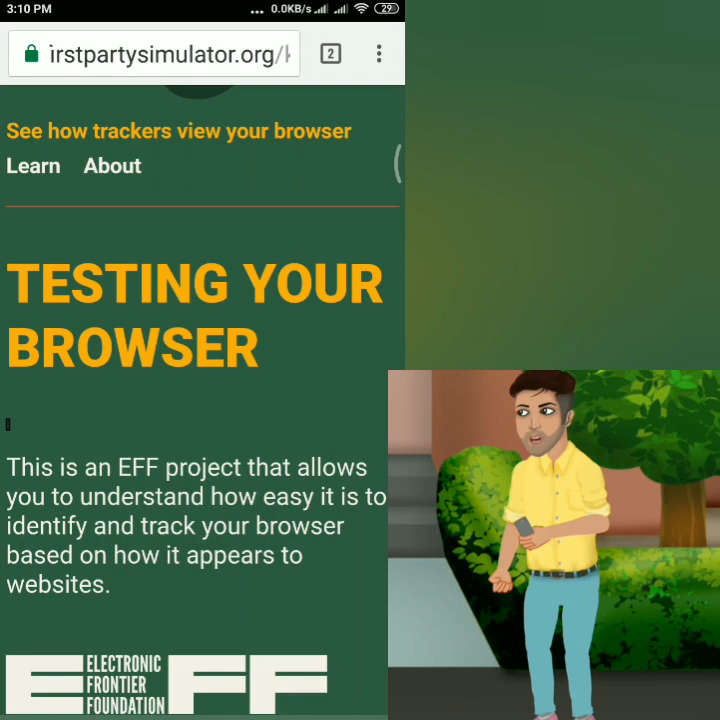 3:10 PM
... 0.0KB/s 29
irstpartysimulator.org/k
2
See how trackers view your browser
Learn About
TESTING YOUR
BROWSER
This is an EFF project that allows
you to understand how easy it is to
identify and track your browser
based on how it appears to
websites.
EFF
ELECTRONIC
FRONTIER
FOUNDATION